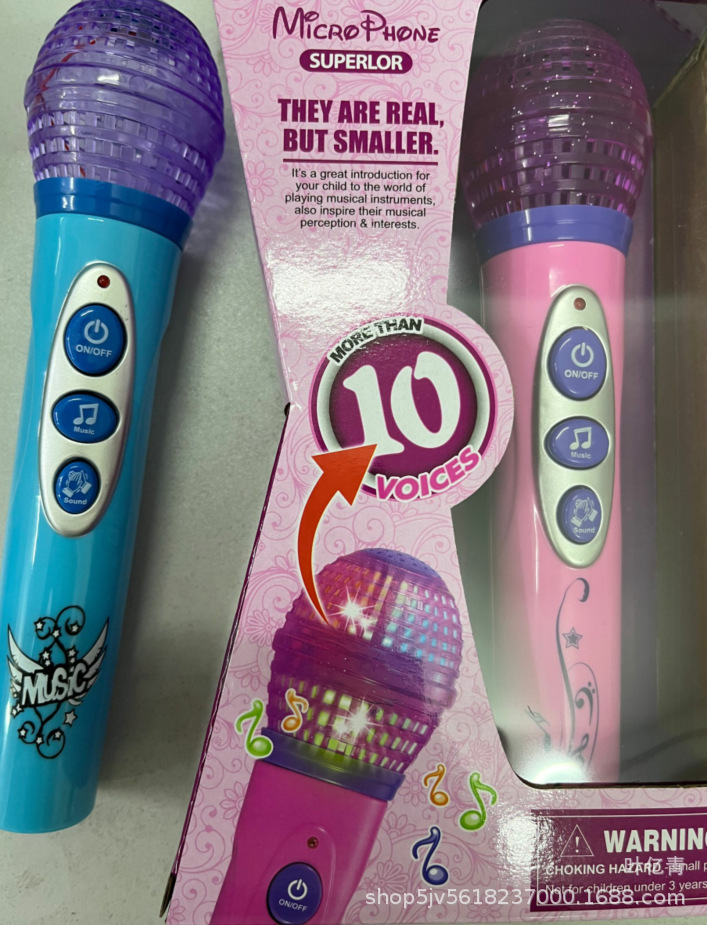 MICROPHONE
SUPERLOR
THEY ARE REAL,
BUT SMALLER.
It's a great introduction for
your child to the world of
playing musical instruments,
also inspire their musical
perception & interests.
MORE THAN
10
VOICES
ON/OFF
Music
Sound
MUSIC
ON/OFF
Music
Sound
ON/OFF
WARNIN
CHOKING HAZARD
small p
Not for children under 3 years
shop5jv5618237000.1688.com